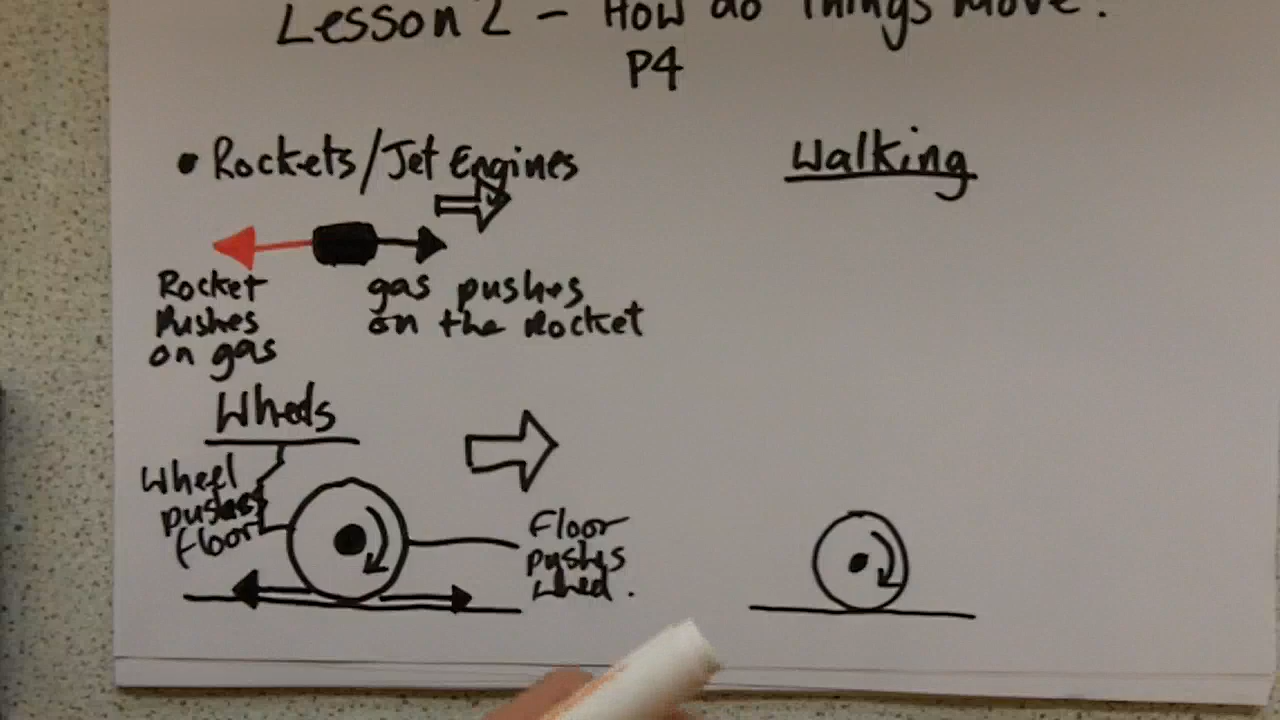 Lesson 2 - How do Things Move?
P4
• Rockets/Jet Engines
Rocket
Pushes
on gas
gas pushes
on the Rocket
Wheels
Wheel
pushes
floor
Floor
pushes
wheel.
Walking